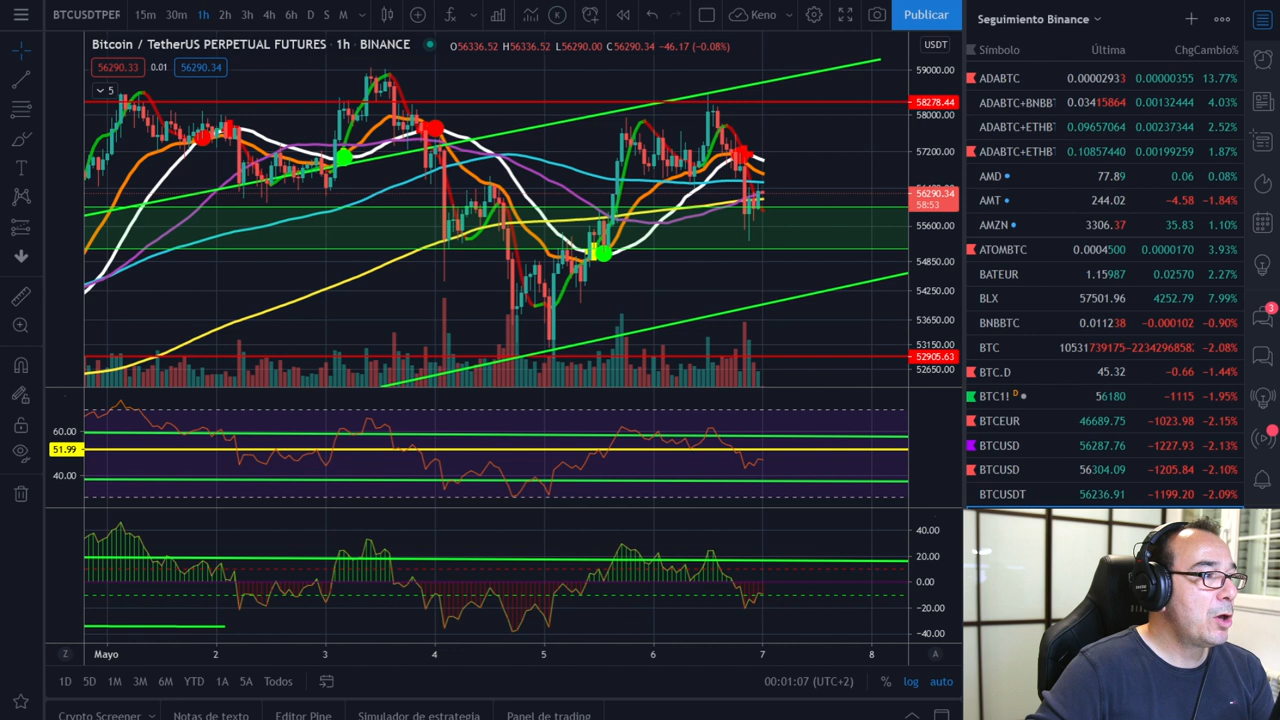 BTCUSDTPER 15m 30m 1h 2h 3h 4h 6h D S M Keno Publicar
Bitcoin / TetherUS PERPETUAL FUTURES · 1h · BINANCE O56336.52 H56336.52 L56290.00 C56290.34 −46.17 (−0.08%) USDT
56290.33 0.01 56290.34
5
59000.00
58278.44
58000.00
57200.00
56290.34
58:53
55600.00
54850.00
54250.00
53650.00
53150.00
52905.63
52650.00
60.00
51.99
40.00
40.00
20.00
0.00
−20.00
−40.00
Z Mayo 2 3 4 5 6 7 8 A
1D 5D 1M 3M 6M YTD 1A 5A Todos 00:01:07 (UTC+2) % log auto
Crypto Screener Notas de texto Editor Pine Simulador de estrategia Panel de trading
Seguimiento Binance
Símbolo Última ChgCambio%
ADABTC 0.00002933 0.00000355 13.77%
ADABTC+BNBB 0.03415864 0.00132444 4.03%
ADABTC+ETHB 0.09067064 0.00237344 2.52%
ADABTC+ETHB 0.10857440 0.00199259 1.87%
AMD 77.89 0.06 0.08%
AMT 244.02 −4.58 −1.84%
AMZN 3306.37 35.83 1.10%
ATOMBTC 0.0004500 0.0000170 3.93%
BATEUR 1.15987 0.02570 2.27%
BLX 57501.96 4252.79 7.99%
BNBBTC 0.011238 −0.000102 −0.90%
BTC 10531739175 −2234296858 −2.08%
BTC.D 45.32 −0.66 −1.44%
BTC1! D 56180 −1115 −1.95%
BTCEUR 46689.75 −1023.98 −2.15%
BTCUSD 56287.76 −1227.93 −2.13%
BTCUSD 56304.09 −1205.84 −2.10%
BTCUSDT 56236.91 −1199.20 −2.09%
3